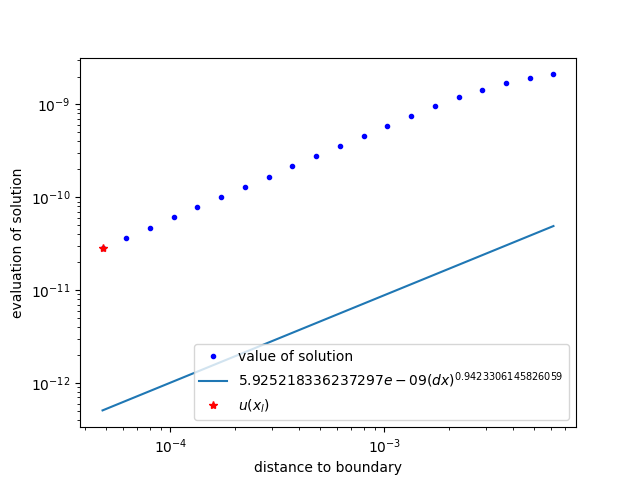 10⁻⁹
10⁻¹⁰
10⁻¹¹
10⁻¹²
evaluation of solution
value of solution
5.925218336237297e − 09(dx)^0.9423306145826059
u(x_l)
10⁻⁴
10⁻³
distance to boundary